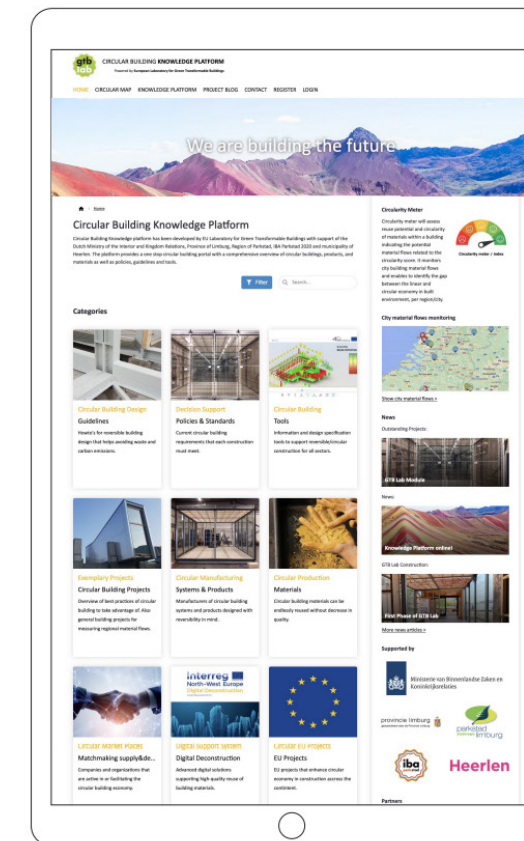 gtb
lab
CIRCULAR BUILDING KNOWLEDGE PLATFORM
Powered by European Laboratory for Green Transformable Buildings
HOME CIRCULAR MAP KNOWLEDGE PLATFORM PROJECT BLOG CONTACT REGISTER LOGIN
We are building the future...
Home
Circular Building Knowledge Platform
Circular Building Knowledge platform has been developed by EU Laboratory for Green Transformable Buildings with support of the
Dutch Ministry of the Interior and Kingdom Relations, Province of Limburg, Region of Parkstad, IBA Parkstad 2020 and municipality of
Heerlen. The platform provides a one stop circular building portal with a comprehensive overview of circular buildings, products, and
materials as well as policies, guidelines and tools.
Filter
Search...
Categories
Circular Building Design
Guidelines
Howto's for reversible building
design that helps avoiding waste and
carbon emissions.
Decision Support
Policies & Standards
Current circular building
requirements that each construction
must meet.
Circular Building
Tools
Information and design specification
tools to support reversible/circular
construction for all sectors.
Exemplary Projects
Circular Building Projects
Overview of best practices of circular
building to take advantage of. Also
general building projects for
measuring regional material flows.
Circular Manufacturing
Systems & Products
Manufacturers of circular building
systems and products designed with
reversibility in mind.
Circular Production
Materials
Circular building materials can be
endlessly reused without decrease in
quality.
Circular Market Places
Matchmaking supply&de...
Companies and organizations that
are active in or facilitating the
circular building economy.
Interreg
North-West Europe
Digital Deconstruction
Digital Support System
Digital Deconstruction
Advanced digital solutions
supporting high quality reuse of
building materials.
Circular EU Projects
EU Projects
EU projects that enhance circular
economy in construction accross the
continent.
Circularity Meter
Circularity meter will assess
reuse potential and circularity
of materials within a building
indicating the potential
material flows related to the
circularity score. It monitors
city building material flows
and enables to identify the gap
between the linear and
circular economy in built
environment, per region/city.
Circularity meter / index
City material flows monitoring
Show city material flows >
News
Outstanding Projects:
GTB Lab Module
News:
Knowledge Platform online!
GTB Lab Construction:
First Phase of GTB Lab
More news articles >
Supported by
Ministerie van Binnenlandse Zaken en
Koninkrijksrelaties
provincie limburg
parkstad
limburg
iba
Heerlen
Partners